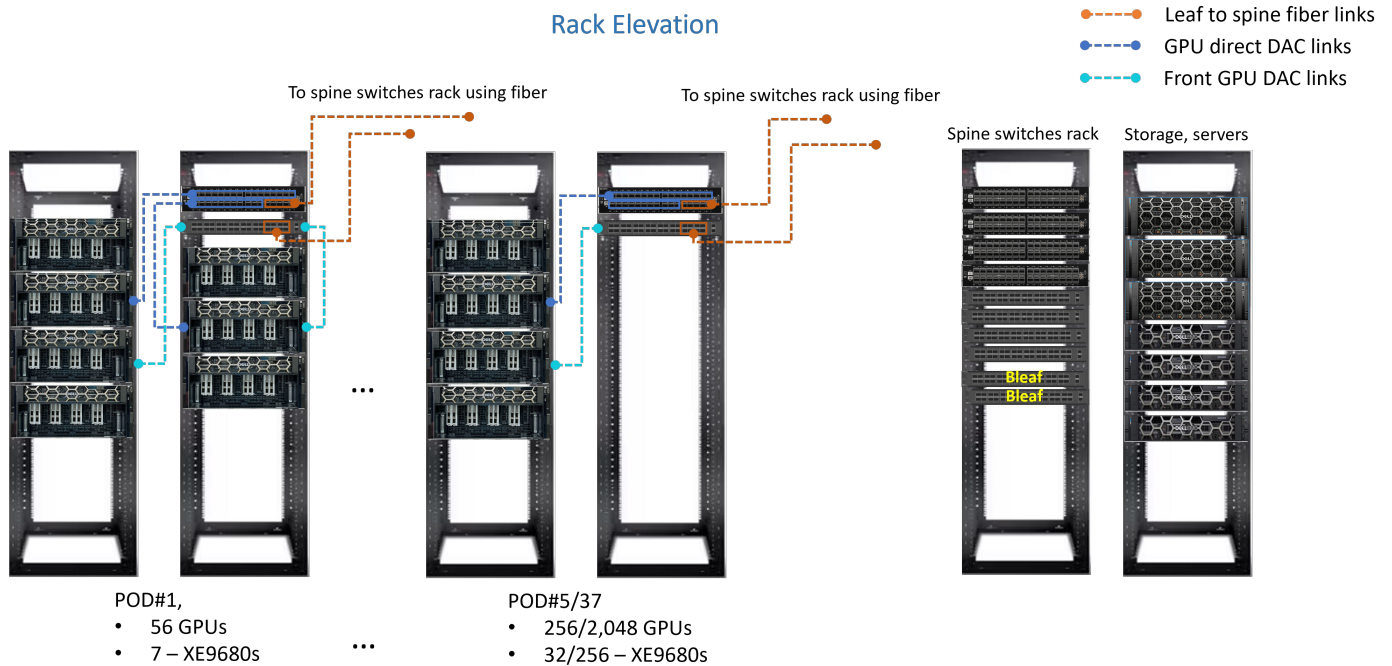 Rack Elevation
Leaf to spine fiber links
GPU direct DAC links
Front GPU DAC links
To spine switches rack using fiber
To spine switches rack using fiber
Spine switches rack
Storage, servers
...
Bleaf
Bleaf
POD#1,
• 56 GPUs
• 7 – XE9680s
...
POD#5/37
• 256/2,048 GPUs
• 32/256 – XE9680s